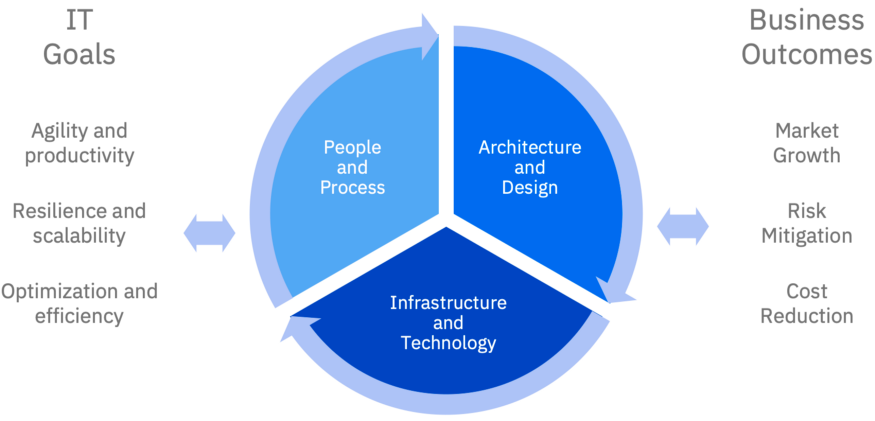 IT
Goals
Agility and
productivity
Resilience and
scalability
Optimization and
efficiency
People
and
Process
Architecture
and
Design
Infrastructure
and
Technology
Business
Outcomes
Market
Growth
Risk
Mitigation
Cost
Reduction